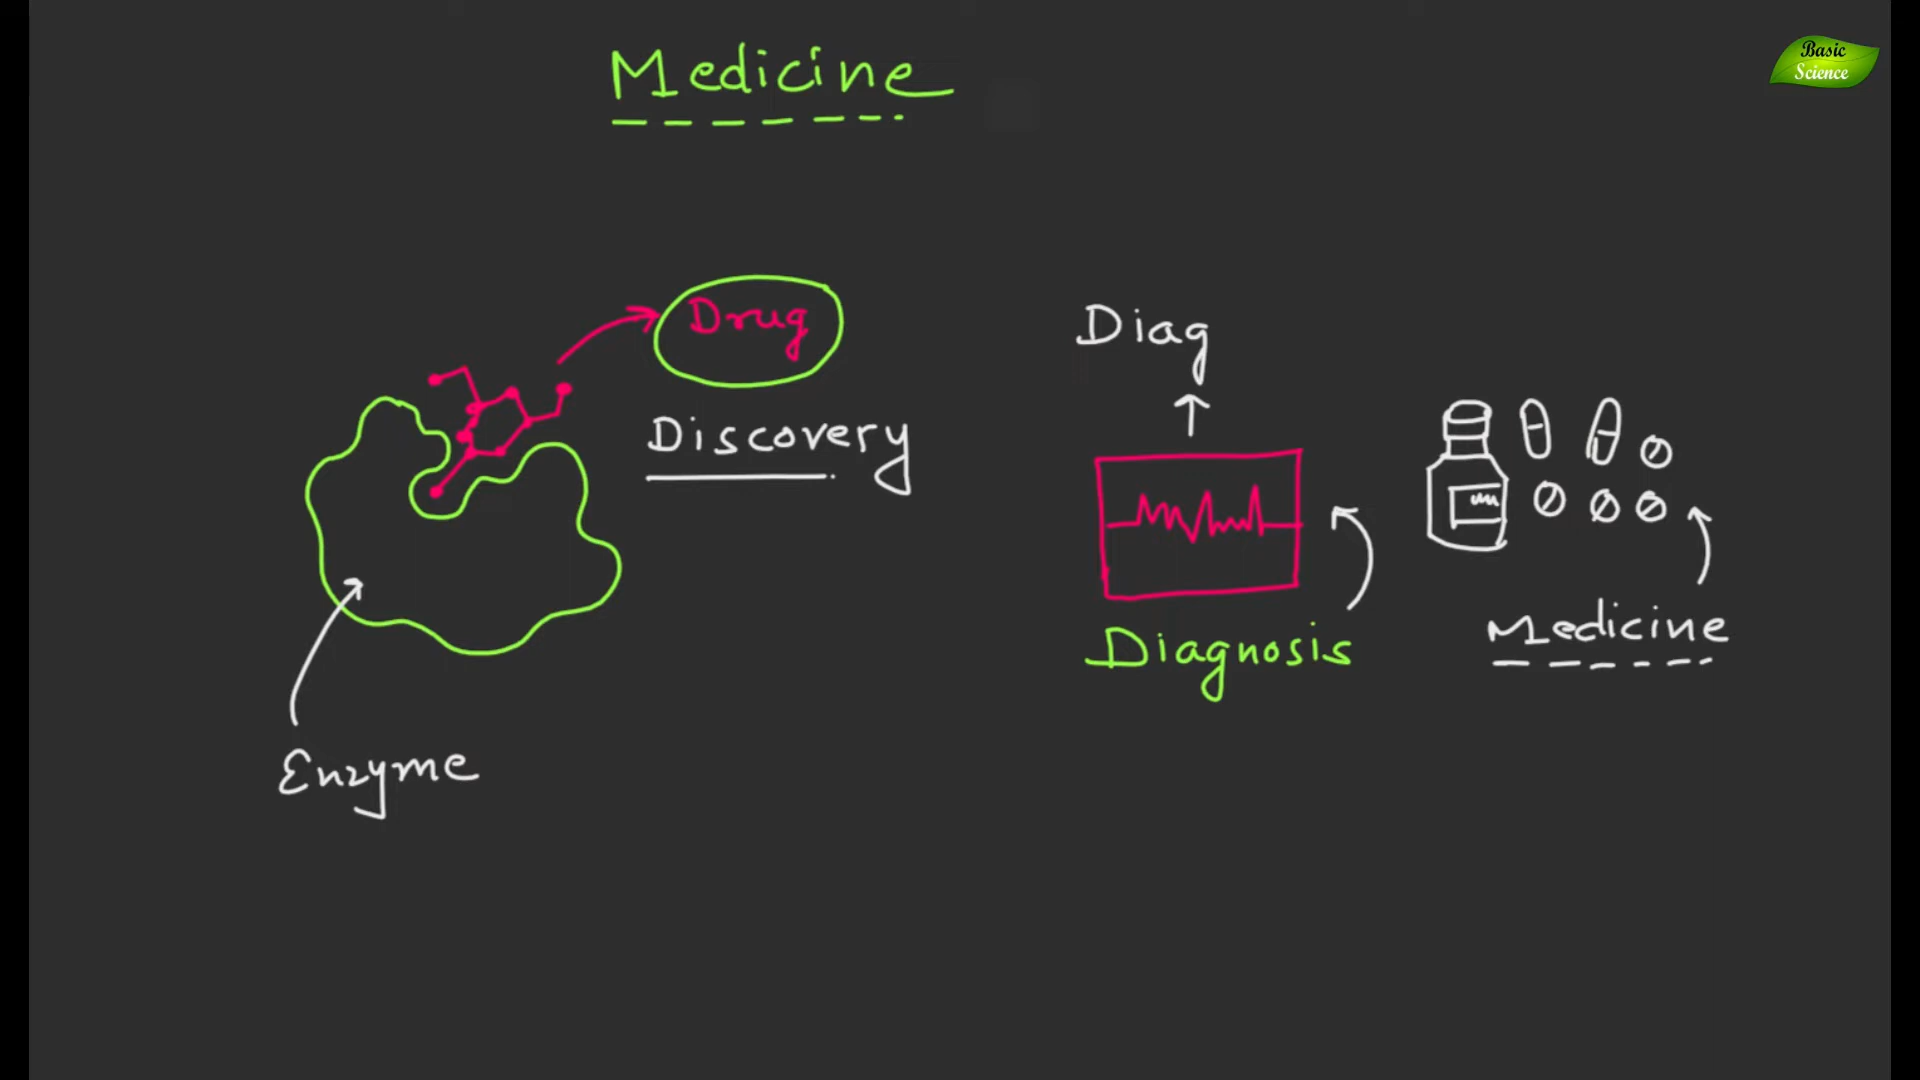 Medicine
Basic
Science
Drug
Discovery
Enzyme
Diag
Diagnosis
Medicine